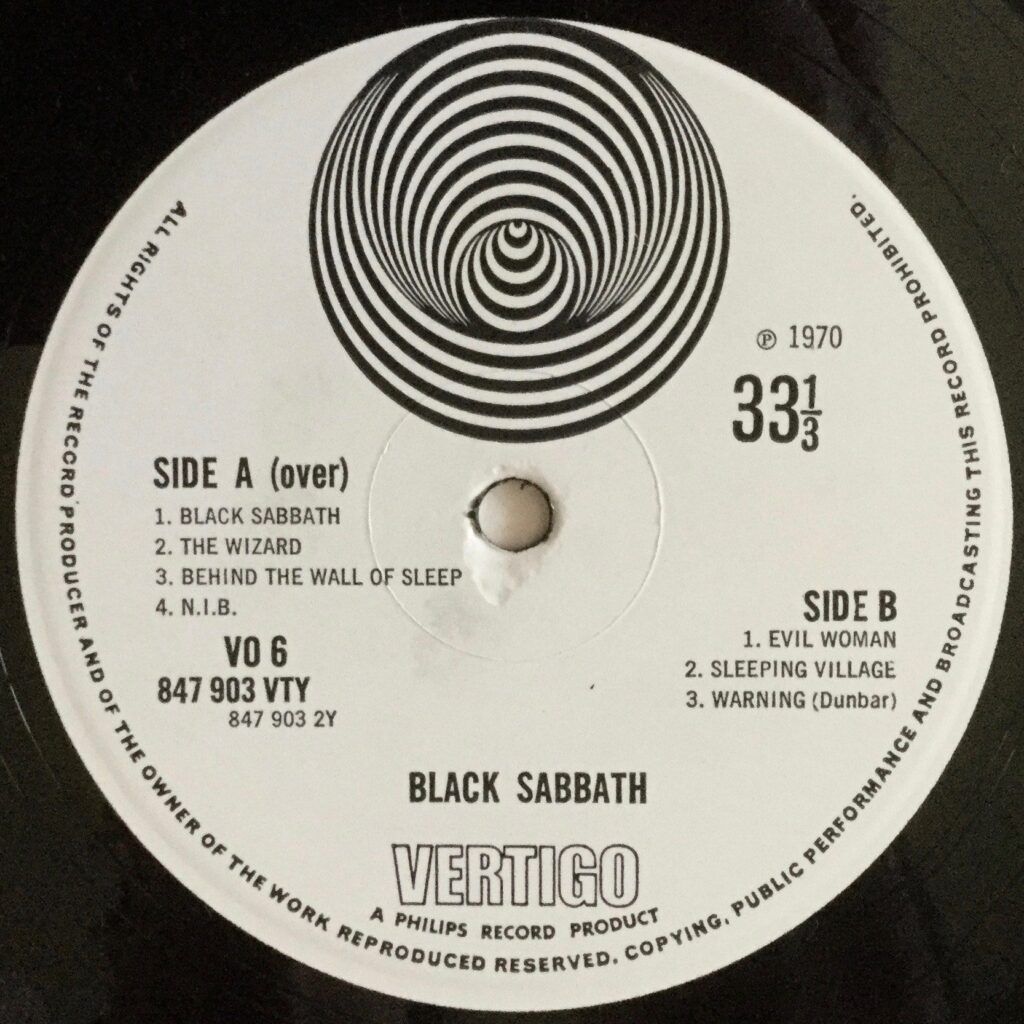 ALL RIGHTS OF THE RECORD PRODUCER AND OF THE OWNER OF THE WORK REPRODUCED RESERVED. COPYING, PUBLIC PERFORMANCE AND BROADCASTING THIS RECORD PROHIBITED.
℗ 1970
33⅓
SIDE A (over)
1. BLACK SABBATH
2. THE WIZARD
3. BEHIND THE WALL OF SLEEP
4. N.I.B.
VO 6
847 903 VTY
847 903 2Y
SIDE B
1. EVIL WOMAN
2. SLEEPING VILLAGE
3. WARNING (Dunbar)
BLACK SABBATH
VERTIGO
A PHILIPS RECORD PRODUCT